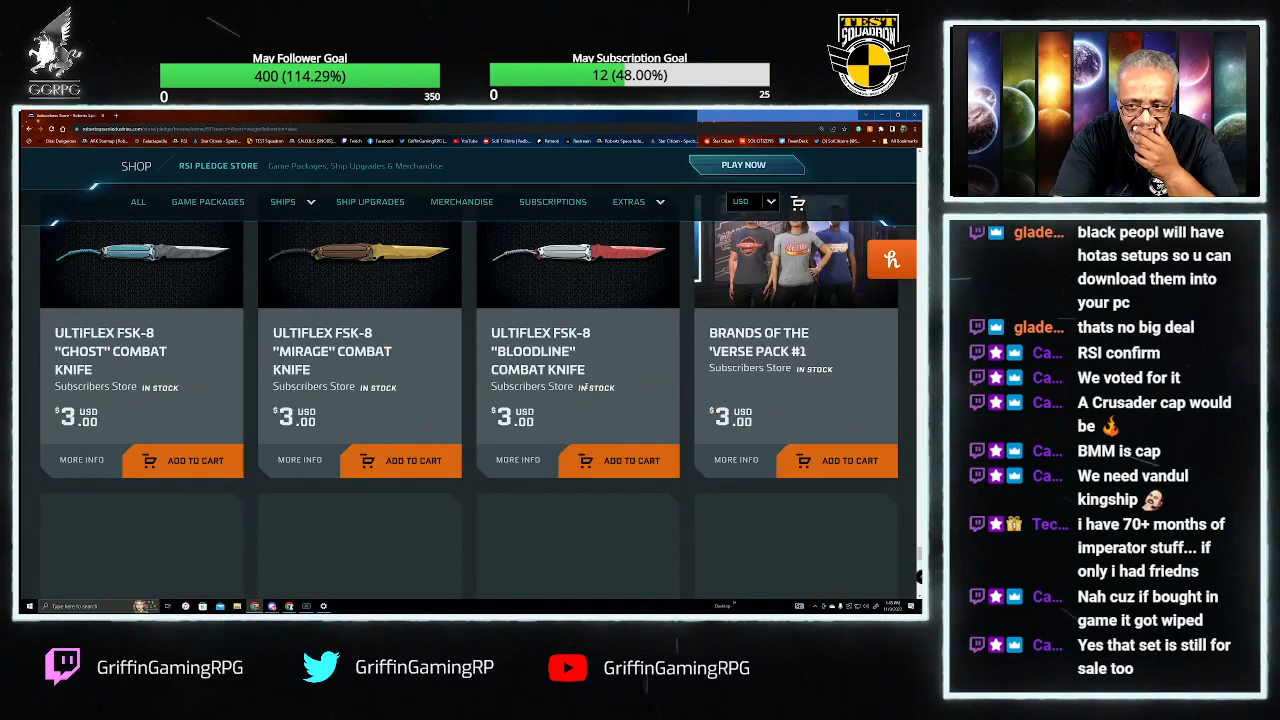 GGRPG
May Follower Goal
400 (114.29%)
0
350
May Subscription Goal
12 (48.00%)
0
25
TEST
SQUADRON
SHOP
RSI PLEDGE STORE
Game Packages, Ship Upgrades & Merchandise
PLAY NOW
ALL
GAME PACKAGES
SHIPS
SHIP UPGRADES
MERCHANDISE
SUBSCRIPTIONS
EXTRAS
USD
ULTIFLEX FSK-8
"GHOST" COMBAT
KNIFE
Subscribers Store IN STOCK
$3 USD .00
MORE INFO
ADD TO CART
ULTIFLEX FSK-8
"MIRAGE" COMBAT
KNIFE
Subscribers Store IN STOCK
$3 USD .00
MORE INFO
ADD TO CART
ULTIFLEX FSK-8
"BLOODLINE"
COMBAT KNIFE
Subscribers Store IN STOCK
$3 USD .00
MORE INFO
ADD TO CART
BRANDS OF THE
'VERSE PACK #1
Subscribers Store IN STOCK
$3 USD .00
MORE INFO
ADD TO CART
Type here to search
Desktop
1:45 PM
glade... black peopl will have
hotas setups so u can
download them into
your pc
glade... thats no big deal
Ca... RSI confirm
Ca... We voted for it
Ca... A Crusader cap would
be
Ca... BMM is cap
Ca... We need vandul
kingship
Tec... i have 70+ months of
imperator stuff... if
only i had friedns
Ca... Nah cuz if bought in
game it got wiped
Ca... Yes that set is still for
sale too
GriffinGamingRPG
GriffinGamingRP
GriffinGamingRPG